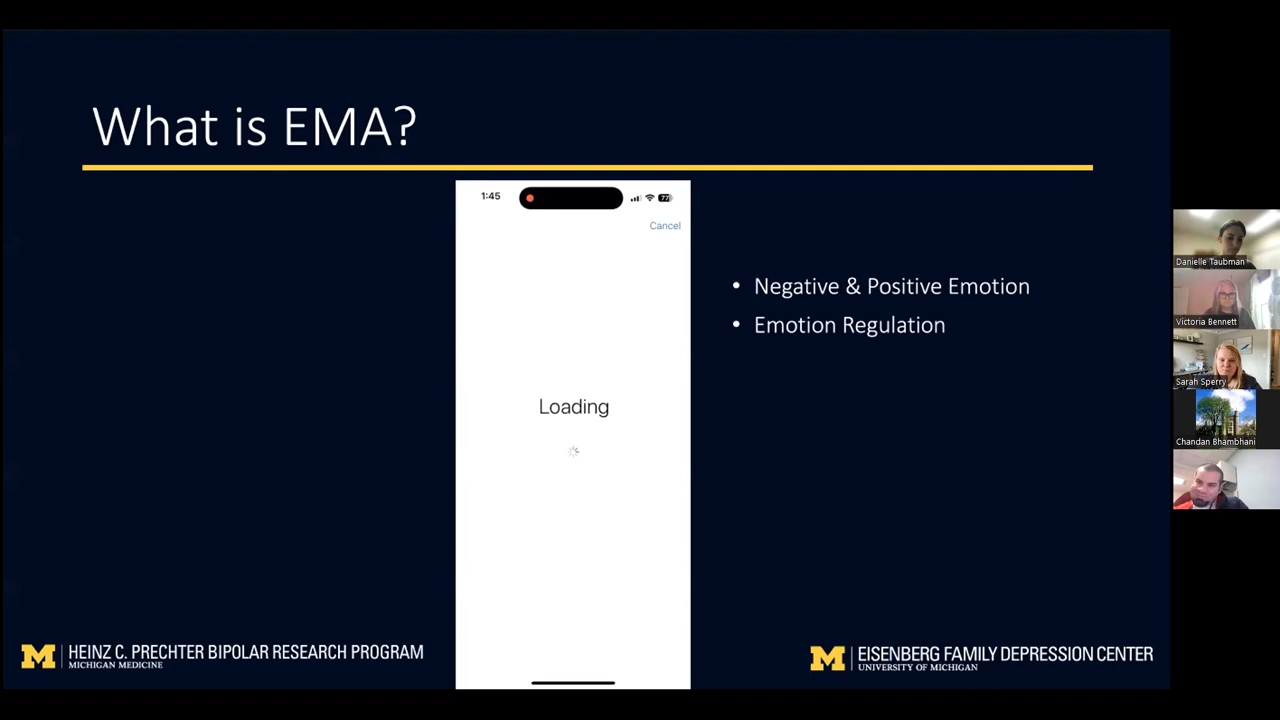 What is EMA?
1:45
77
Cancel
Loading
• Negative & Positive Emotion
• Emotion Regulation
M HEINZ C. PRECHTER BIPOLAR RESEARCH PROGRAM
MICHIGAN MEDICINE
M EISENBERG FAMILY DEPRESSION CENTER
UNIVERSITY OF MICHIGAN
Danielle Taubman
Victoria Bennett
Sarah Sperry
Chandan Bhambhani